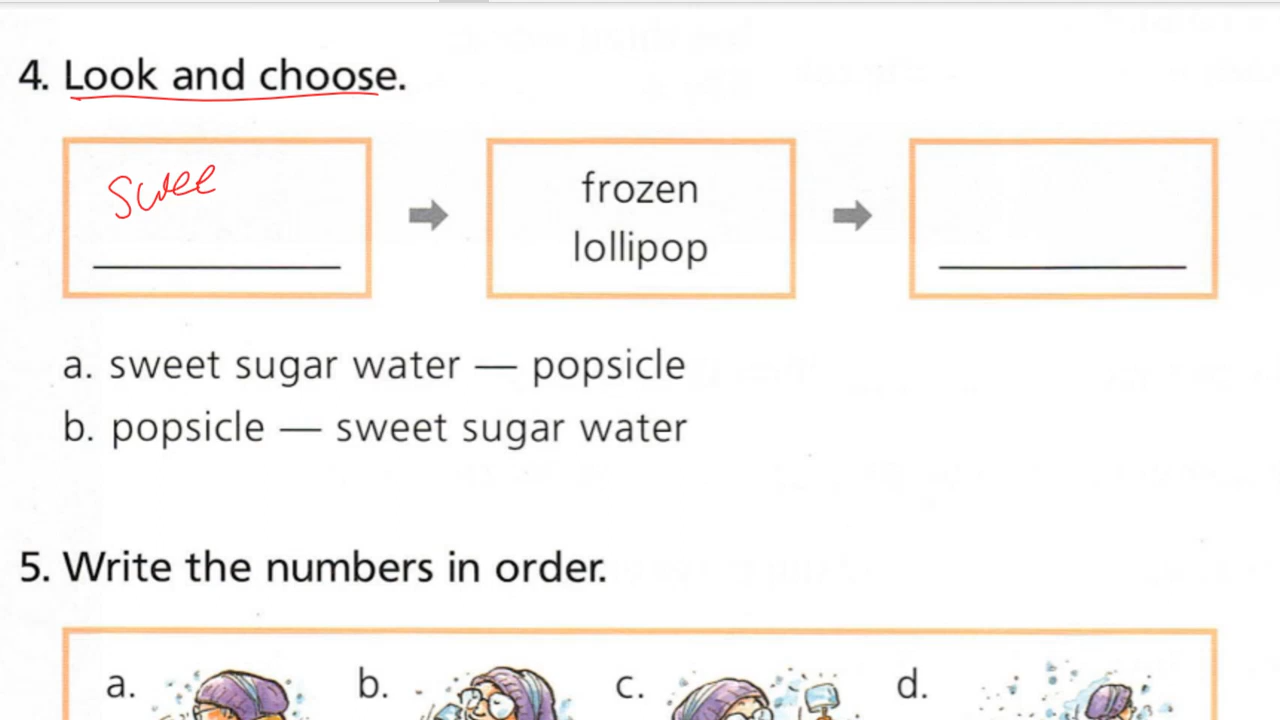 4. Look and choose.
Swee
frozen
lollipop
a. sweet sugar water — popsicle
b. popsicle — sweet sugar water
5. Write the numbers in order.
a. b. c. d.